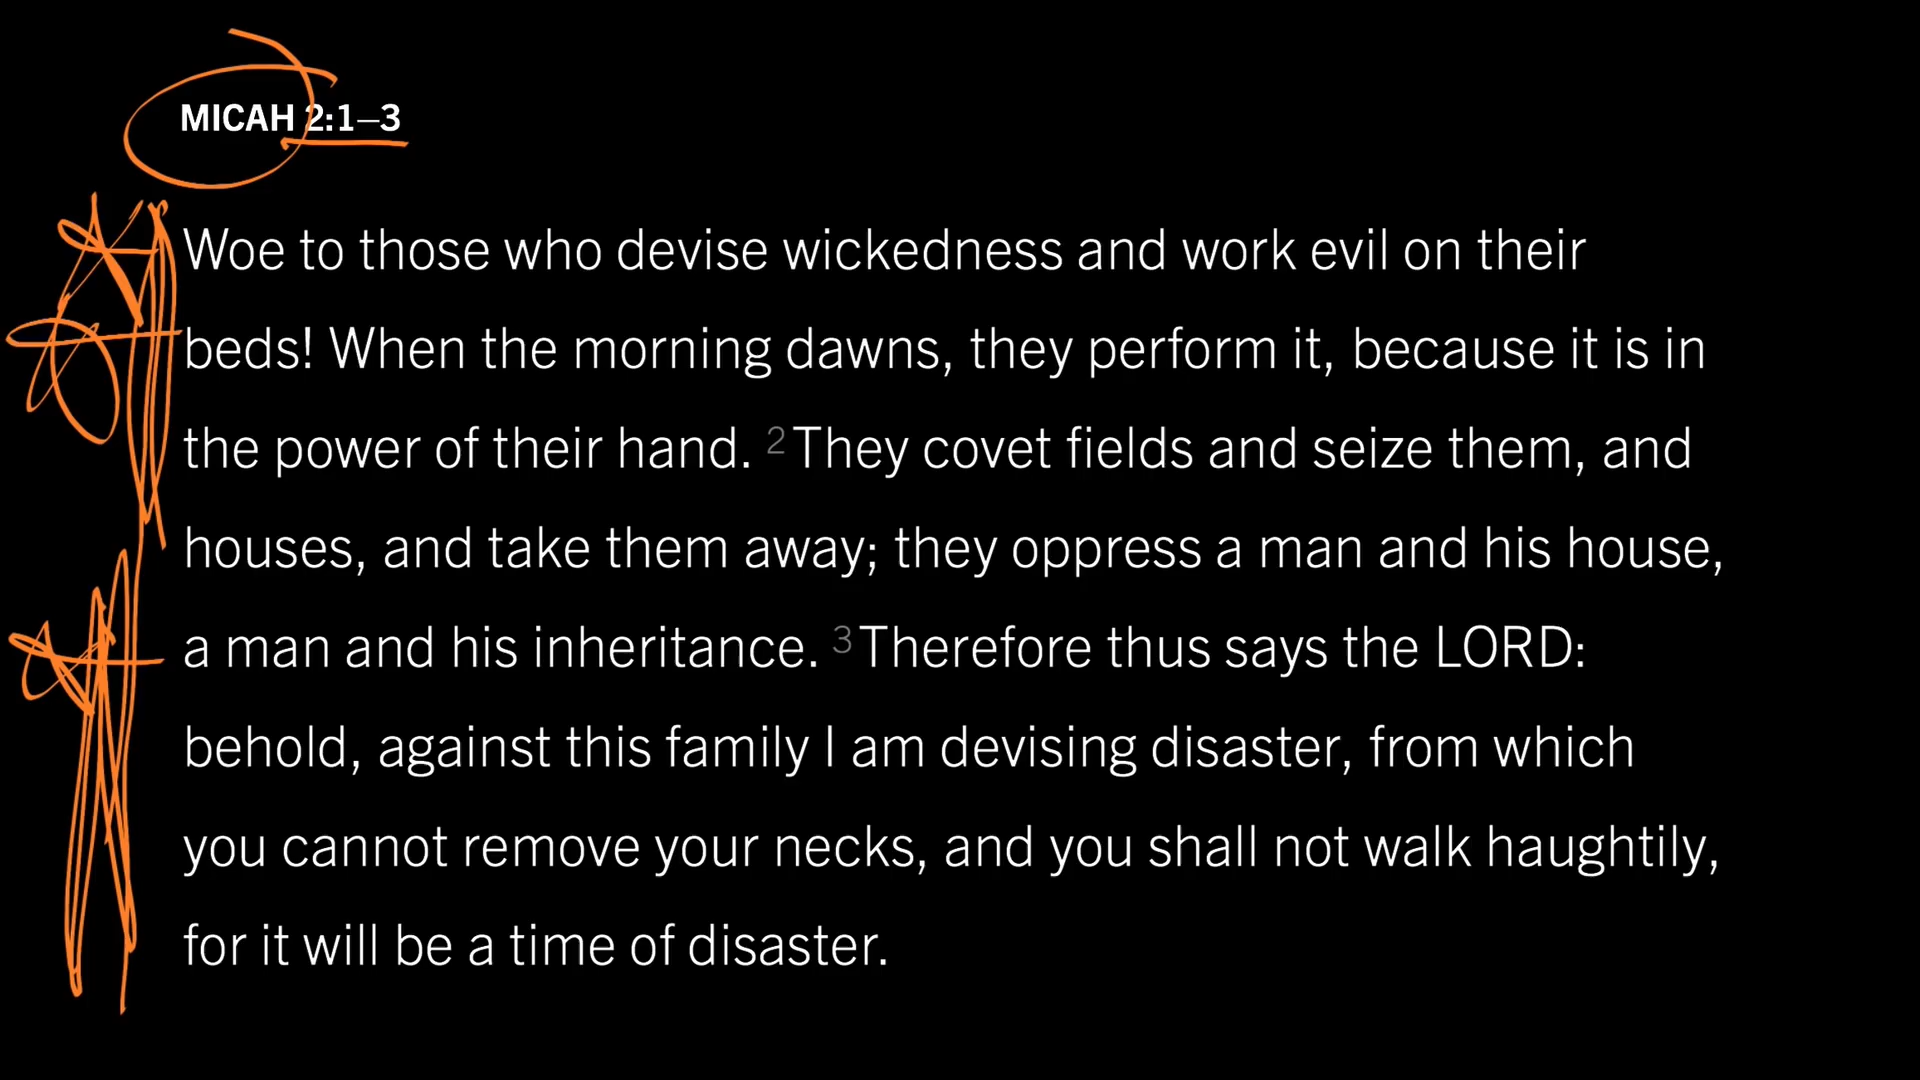 MICAH 2:1–3
Woe to those who devise wickedness and work evil on their
beds! When the morning dawns, they perform it, because it is in
the power of their hand. 2 They covet fields and seize them, and
houses, and take them away; they oppress a man and his house,
a man and his inheritance. 3 Therefore thus says the LORD:
behold, against this family I am devising disaster, from which
you cannot remove your necks, and you shall not walk haughtily,
for it will be a time of disaster.